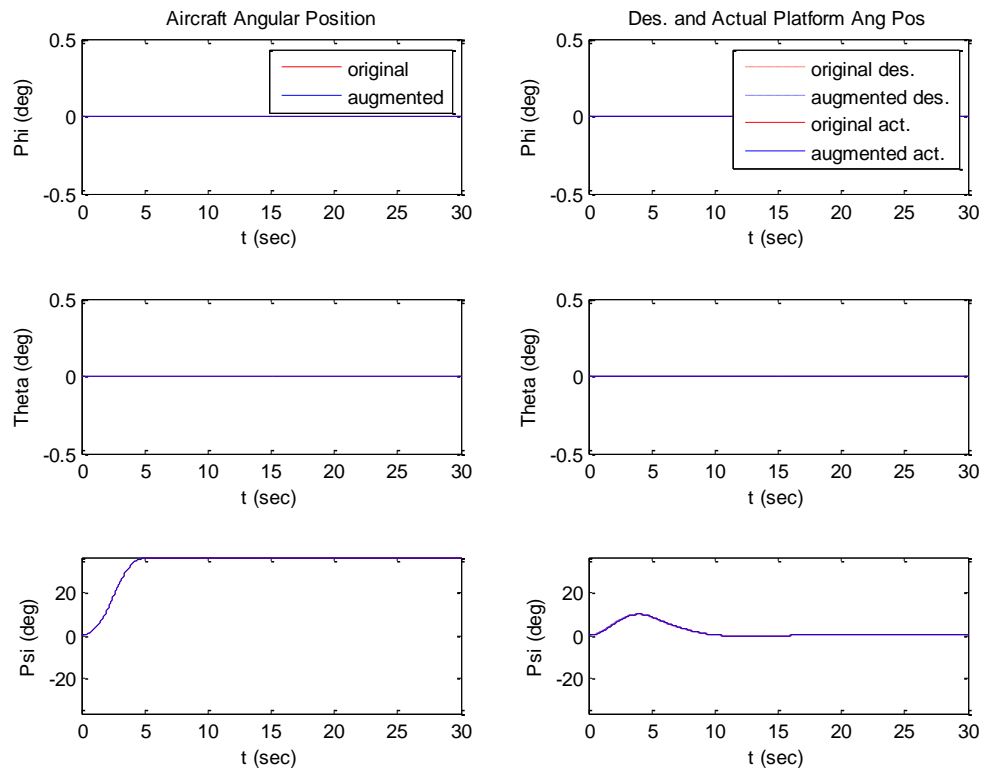 Aircraft Angular Position
Des. and Actual Platform Ang Pos
0.5
0
-0.5
Phi (deg)
original
augmented
0 5 10 15 20 25 30
t (sec)
0.5
0
-0.5
Phi (deg)
original des.
augmented des.
original act.
augmented act.
0 5 10 15 20 25 30
t (sec)
0.5
0
-0.5
Theta (deg)
0 5 10 15 20 25 30
t (sec)
0.5
0
-0.5
Theta (deg)
0 5 10 15 20 25 30
t (sec)
20
0
-20
Psi (deg)
0 5 10 15 20 25 30
t (sec)
20
0
-20
Psi (deg)
0 5 10 15 20 25 30
t (sec)